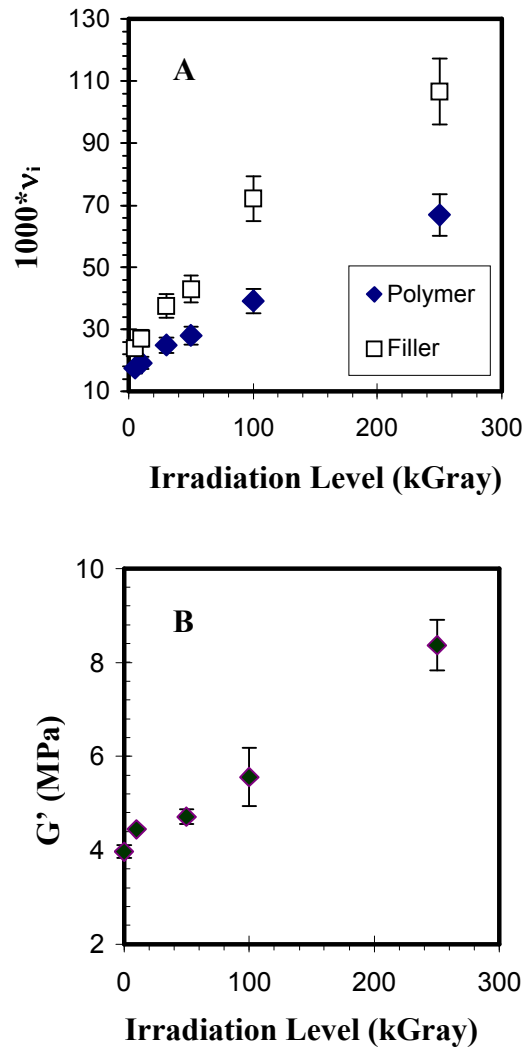 130
110
90
70
50
30
10
A
1000*νi
Polymer
Filler
0 100 200 300
Irradiation Level (kGray)
10
8
6
4
2
B
G’ (MPa)
0 100 200 300
Irradiation Level (kGray)